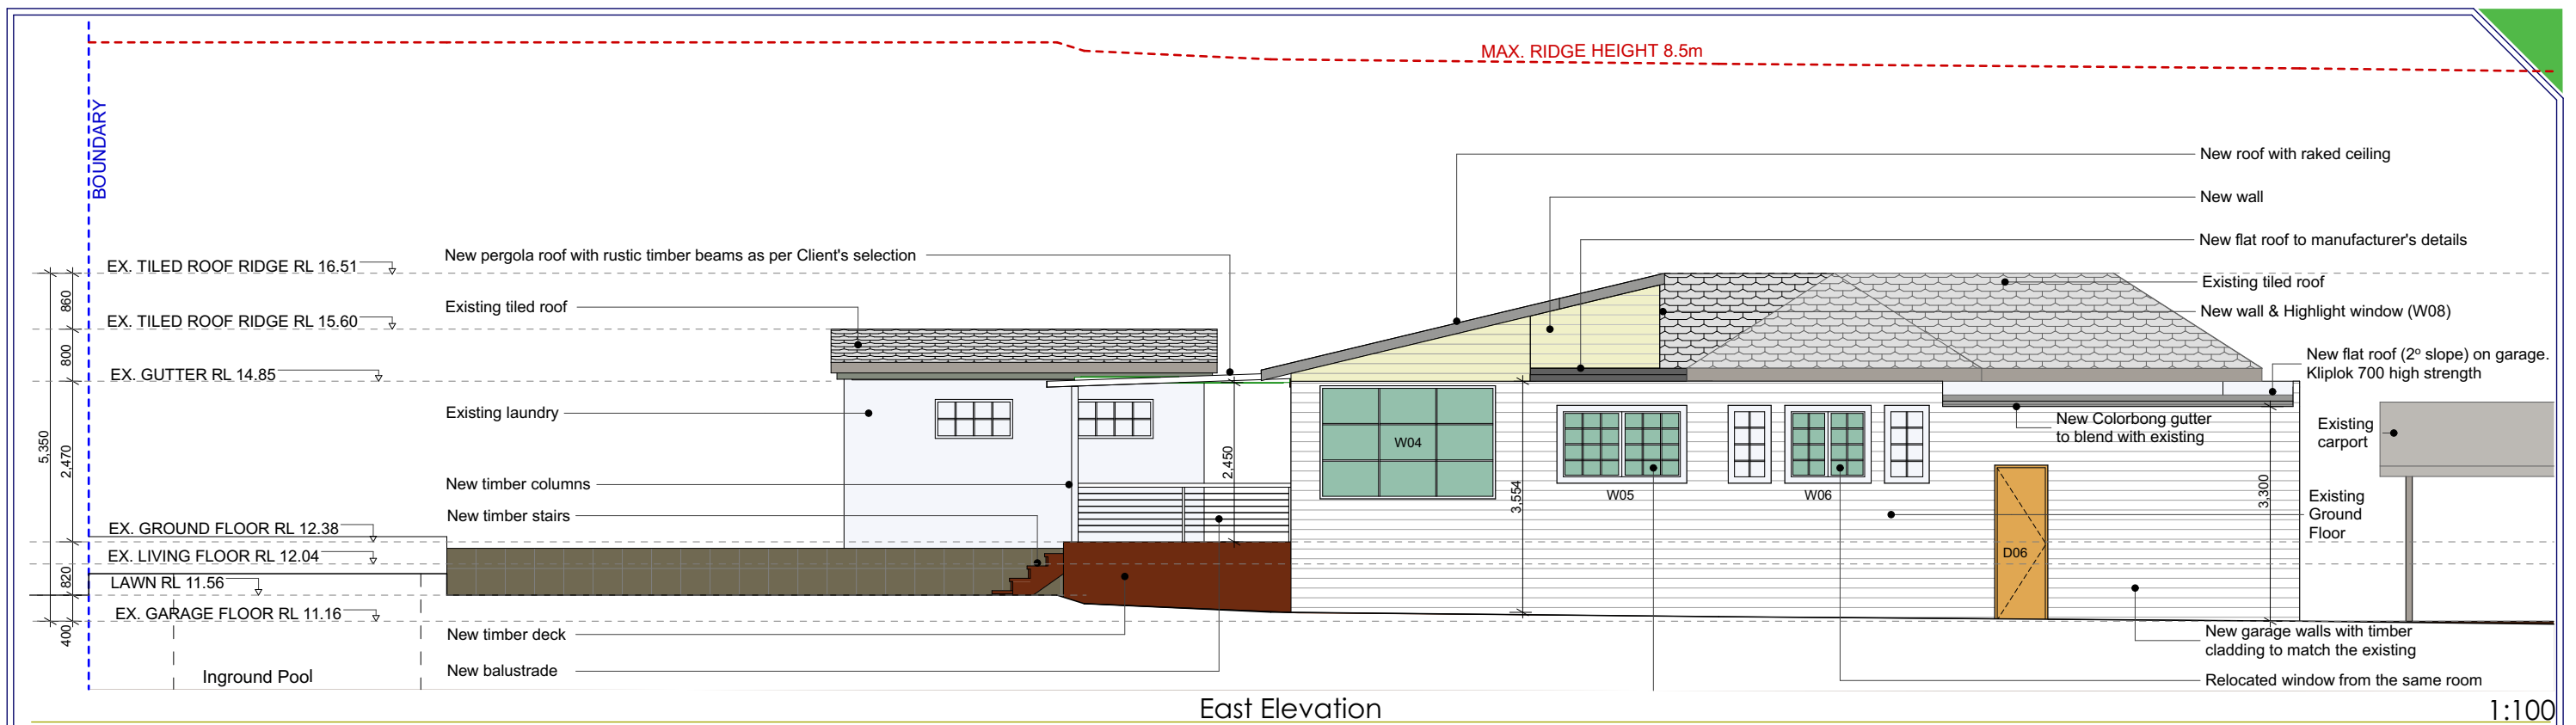 MAX. RIDGE HEIGHT 8.5m
BOUNDARY
New roof with raked ceiling
New wall
New flat roof to manufacturer's details
Existing tiled roof
New wall & Highlight window (W08)
New flat roof (2º slope) on garage.
Kliplok 700 high strength
New Colorbong gutter
to blend with existing
Existing
carport
Existing
Ground
Floor
New garage walls with timber
cladding to match the existing
Relocated window from the same room
New pergola roof with rustic timber beams as per Client's selection
Existing tiled roof
Existing laundry
New timber columns
New timber stairs
New timber deck
New balustrade
EX. TILED ROOF RIDGE RL 16.51
EX. TILED ROOF RIDGE RL 15.60
EX. GUTTER RL 14.85
EX. GROUND FLOOR RL 12.38
EX. LIVING FLOOR RL 12.04
LAWN RL 11.56
EX. GARAGE FLOOR RL 11.16
Inground Pool
5,350
860
800
2,470
820
400
2,450
3,554
3,300
W04
W05
W06
D06
East Elevation
1:100